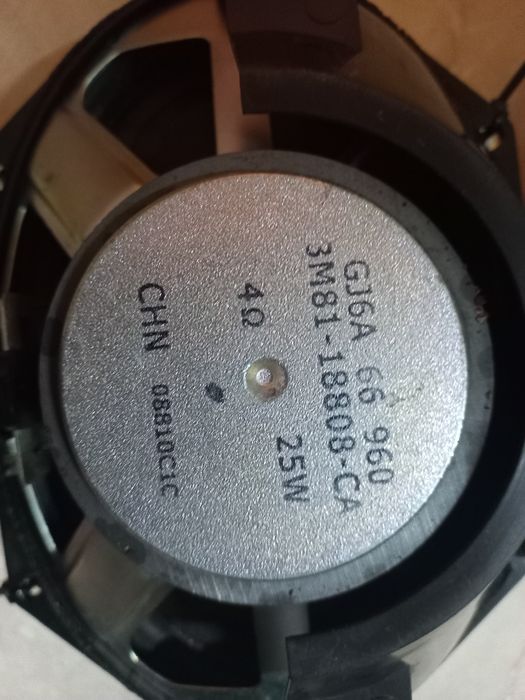 GJ6A 66 960
3M81-18808-CA
4Ω 25W
CHN 08810C1C